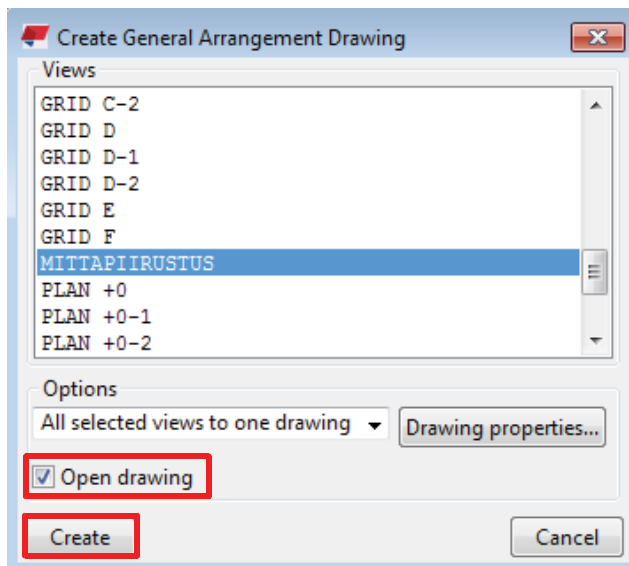 Create General Arrangement Drawing
Views
GRID C-2
GRID D
GRID D-1
GRID D-2
GRID E
GRID F
MITTAPIIRUSTUS
PLAN +0
PLAN +0-1
PLAN +0-2
Options
All selected views to one drawing
Drawing properties...
Open drawing
Create
Cancel